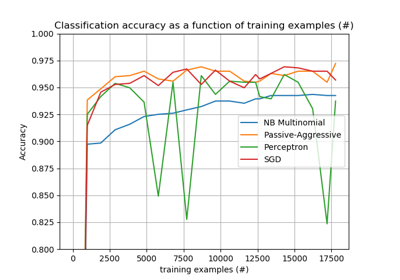 Classification accuracy as a function of training examples (#)
1.000
0.975
0.950
0.925
0.900
0.875
0.850
0.825
0.800
Accuracy
NB Multinomial
Passive-Aggressive
Perceptron
SGD
0 2500 5000 7500 10000 12500 15000 17500
training examples (#)